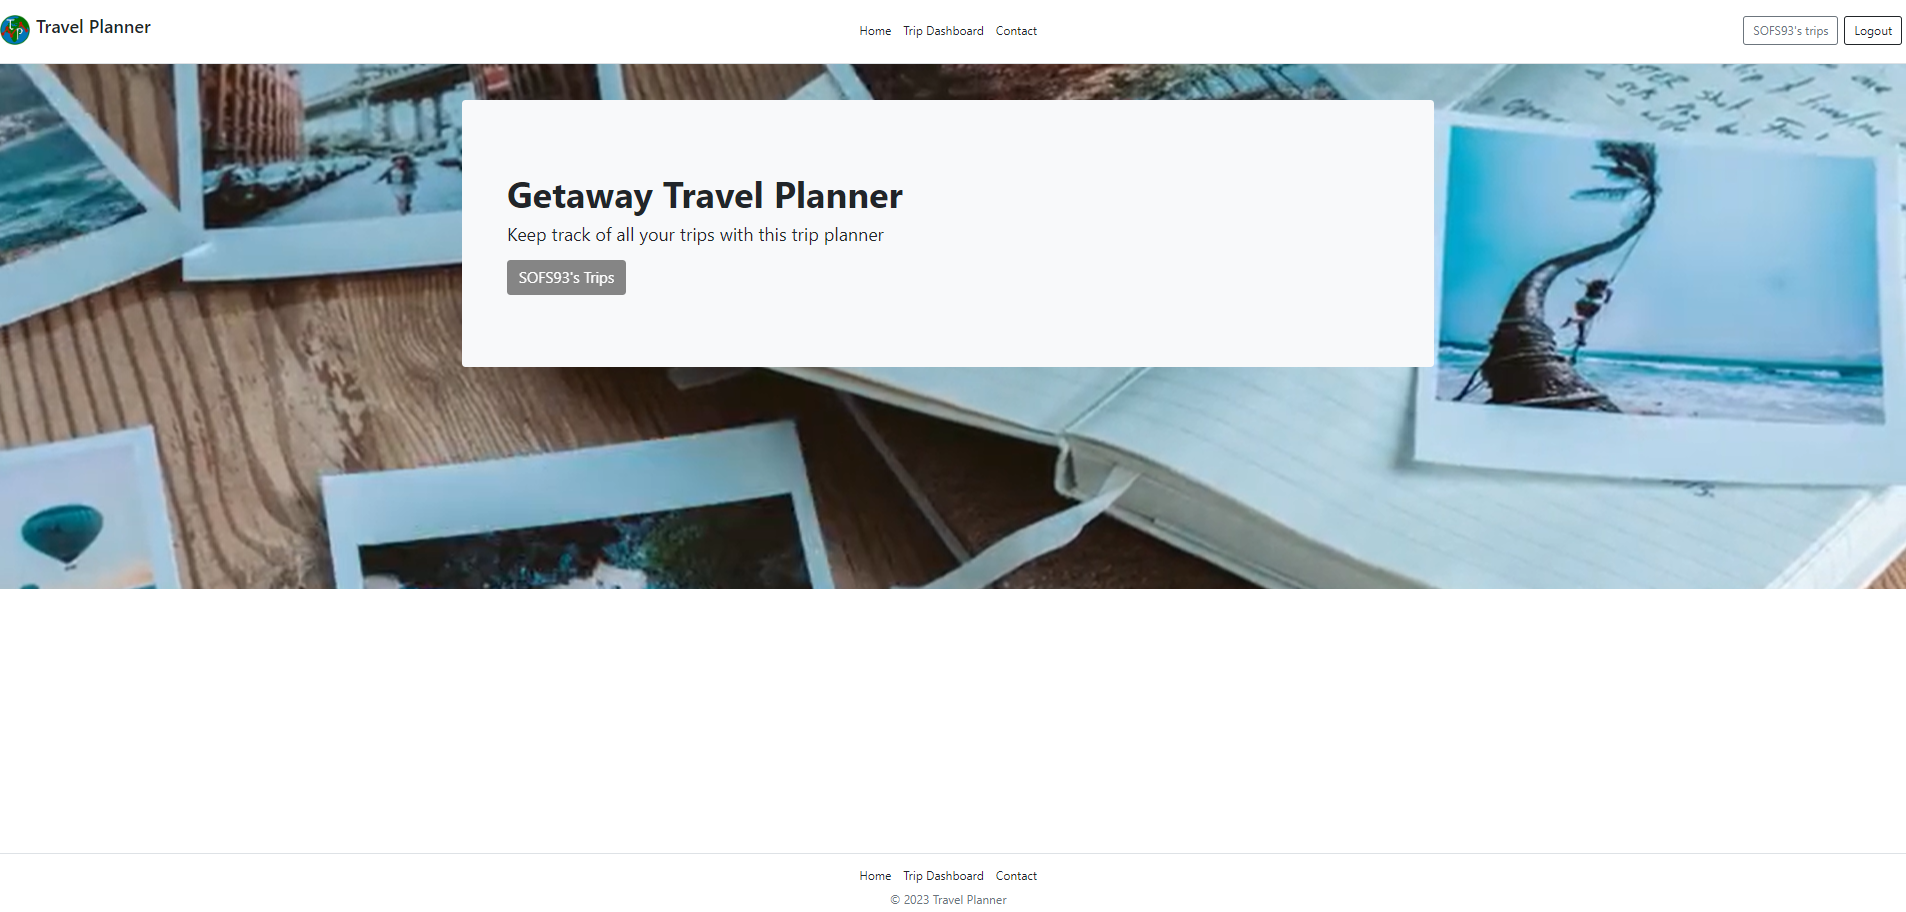 TP
Travel Planner
Home Trip Dashboard Contact
SOFS93's trips Logout
Getaway Travel Planner
Keep track of all your trips with this trip planner
SOFS93's Trips
Home Trip Dashboard Contact
© 2023 Travel Planner